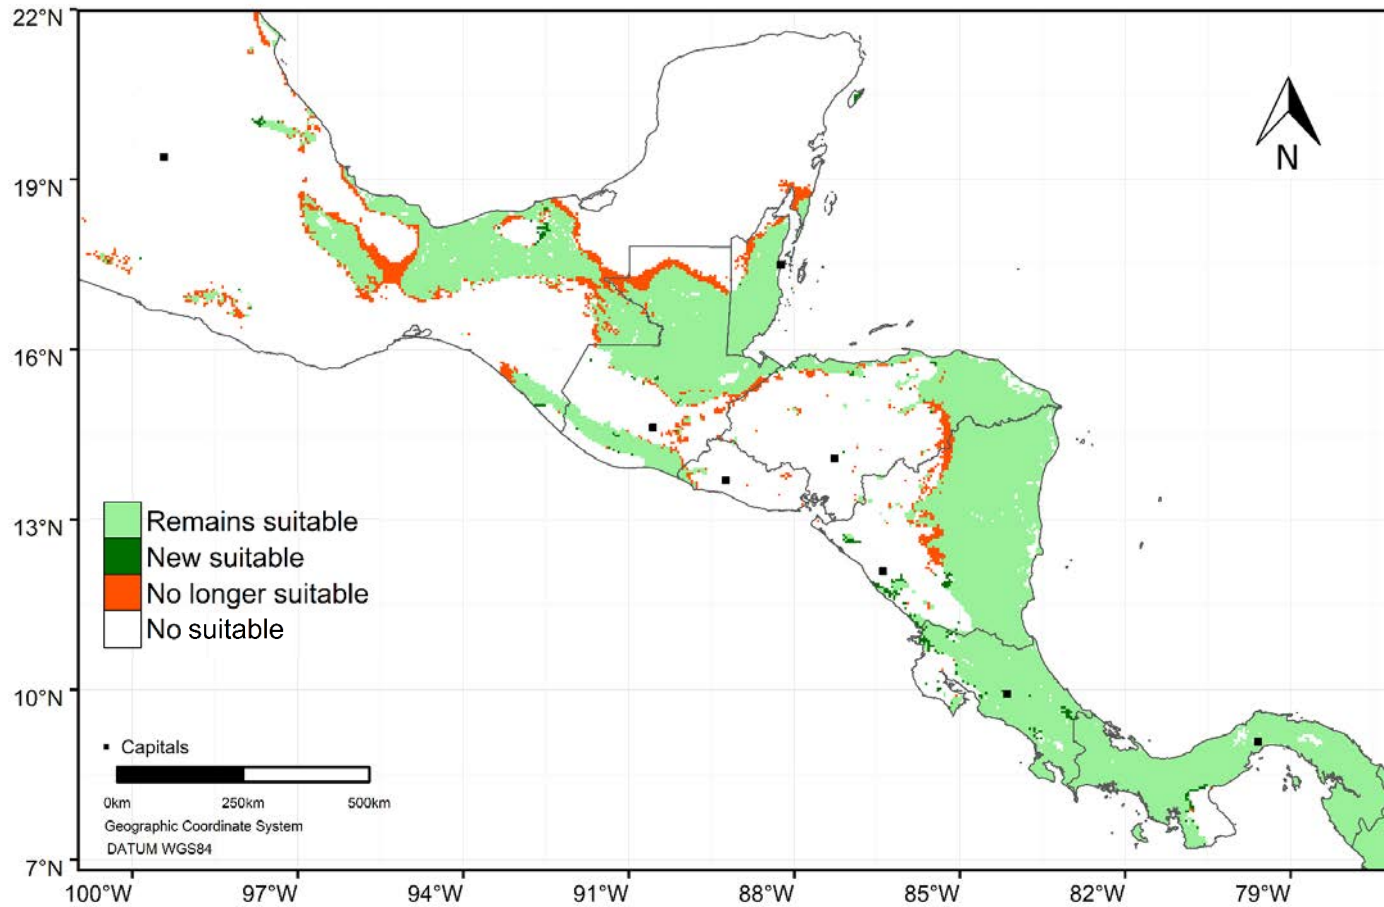 22°N
19°N
16°N
13°N
10°N
7°N
N
Remains suitable
New suitable
No longer suitable
No suitable
Capitals
0km 250km 500km
Geographic Coordinate System
DATUM WGS84
100°W 97°W 94°W 91°W 88°W 85°W 82°W 79°W